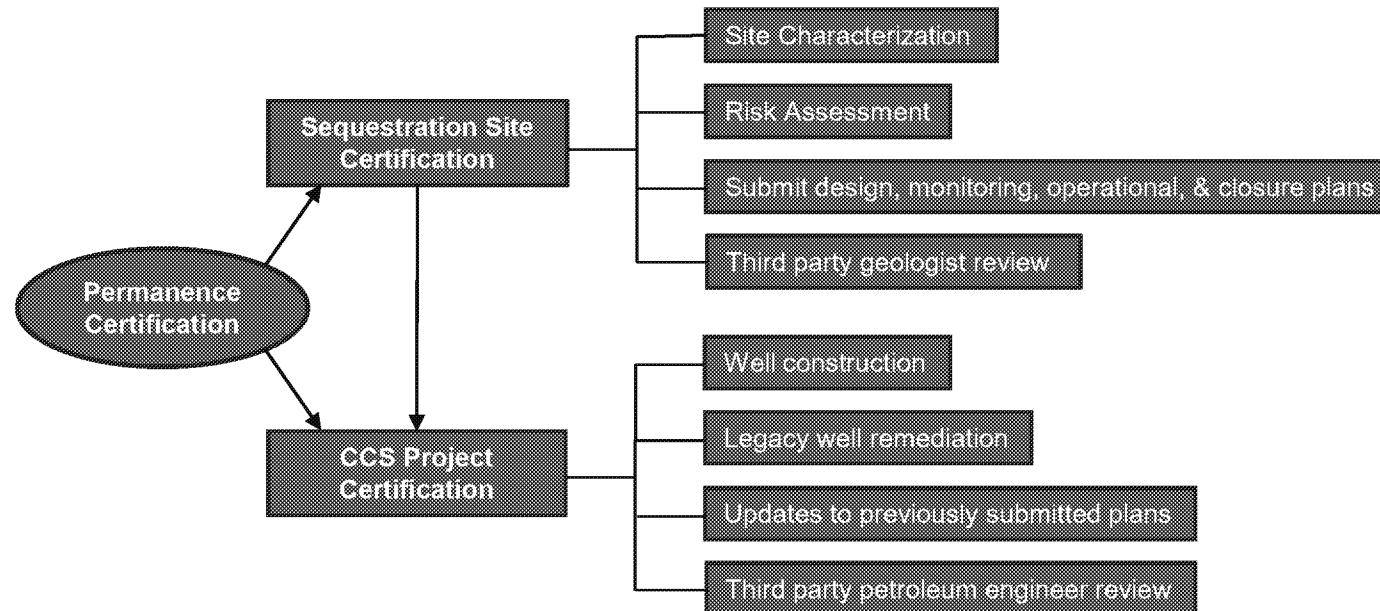 Permanence
Certification
Sequestration Site
Certification
Site Characterization
Risk Assessment
Submit design, monitoring, operational, & closure plans
Third party geologist review
CCS Project
Certification
Well construction
Legacy well remediation
Updates to previously submitted plans
Third party petroleum engineer review